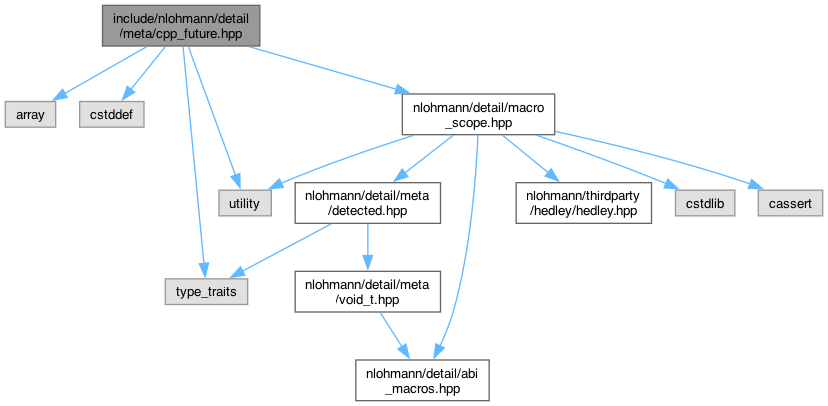 include/nlohmann/detail
/meta/cpp_future.hpp
array
cstddef
nlohmann/detail/macro
_scope.hpp
utility
nlohmann/detail/meta
/detected.hpp
nlohmann/thirdparty
/hedley/hedley.hpp
cstdlib
cassert
type_traits
nlohmann/detail/meta
/void_t.hpp
nlohmann/detail/abi
_macros.hpp